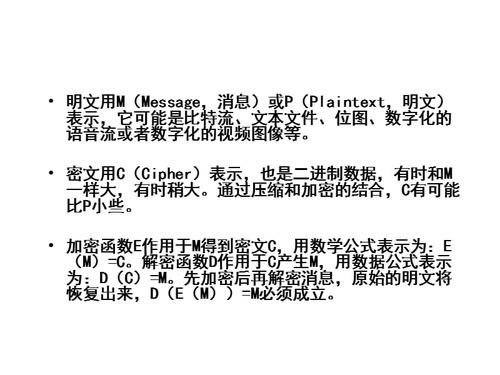 • 明文用M（Message，消息）或P（Plaintext，明文）
表示，它可能是比特流、文本文件、位图、数字化的
语音流或者数字化的视频图像等。
• 密文用C（Cipher）表示，也是二进制数据，有时和M
一样大，有时稍大。通过压缩和加密的结合，C有可能
比P小些。
• 加密函数E作用于M得到密文C，用数学公式表示为：E
（M）=C。解密函数D作用于C产生M，用数据公式表示
为：D（C）=M。先加密后再解密消息，原始的明文将
恢复出来，D（E（M））=M必须成立。